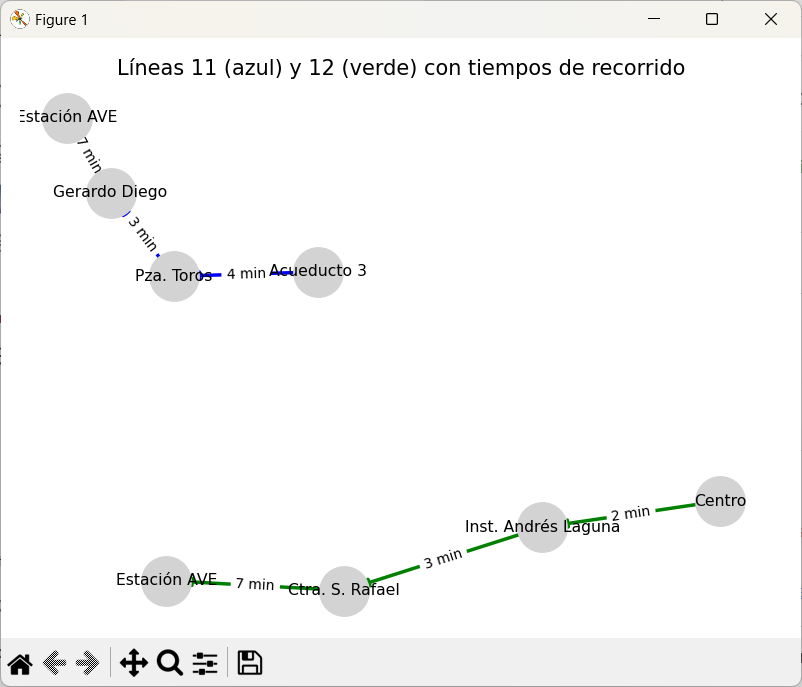 Figure 1
Líneas 11 (azul) y 12 (verde) con tiempos de recorrido
Estación AVE
7 min
Gerardo Diego
3 min
Pza. Toros
4 min
Acueducto 3
Centro
2 min
Inst. Andrés Laguna
3 min
Estación AVE
7 min
Ctra. S. Rafael